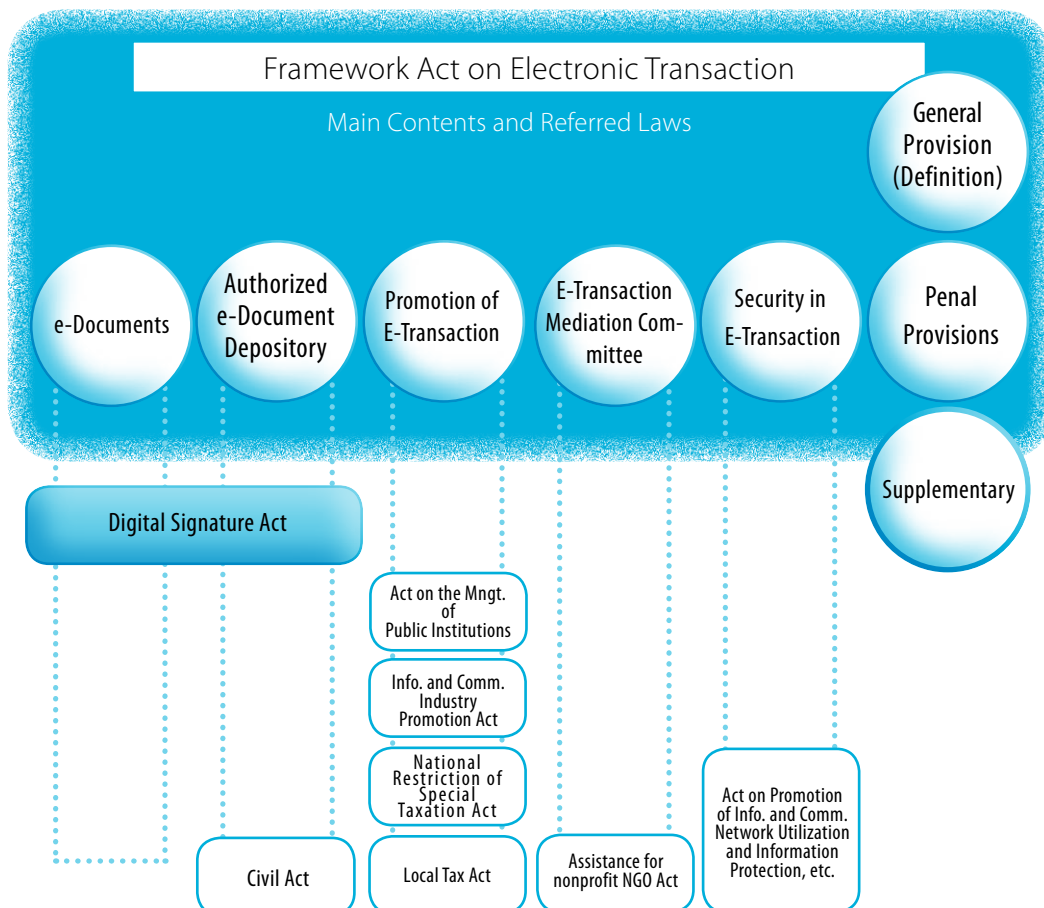 Framework Act on Electronic Transaction
Main Contents and Referred Laws
General
Provision
(Definition)
e-Documents
Authorized
e-Document
Depository
Promotion of
E-Transaction
E-Transaction
Mediation Com-
mittee
Security in
E-Transaction
Penal
Provisions
Supplementary
Digital Signature Act
Act on the Mngt.
of
Public Institutions
Info. and Comm.
Industry
Promotion Act
National
Restriction of
Special
Taxation Act
Civil Act
Local Tax Act
Assistance for
nonprofit NGO Act
Act on Promotion
of Info. and Comm.
Network Utilization
and Information
Protection, etc.